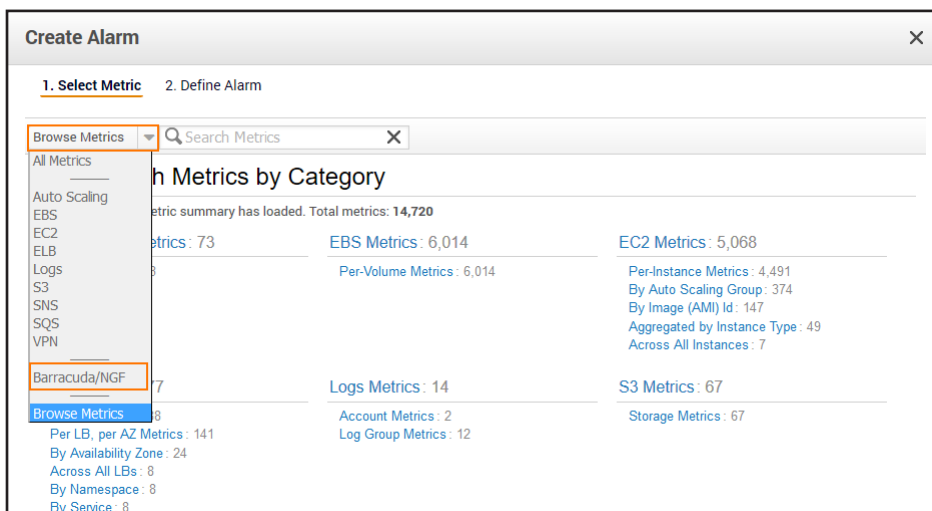 Create Alarm
1. Select Metric 2. Define Alarm
Browse Metrics Search Metrics
All Metrics
h Metrics by Category
Auto Scaling
etric summary has loaded. Total metrics: 14,720
EBS
EC2
ELB
Logs
S3
SNS
SQS
VPN
Barracuda/NGF
Browse Metrics
etrics : 73
3
EBS Metrics : 6,014
Per-Volume Metrics : 6,014
EC2 Metrics : 5,068
Per-Instance Metrics : 4,491
By Auto Scaling Group : 374
By Image (AMI) Id : 147
Aggregated by Instance Type : 49
Across All Instances : 7
77
8
Per LB, per AZ Metrics : 141
By Availability Zone : 24
Across All LBs : 8
By Namespace : 8
By Service : 8
Logs Metrics : 14
Account Metrics : 2
Log Group Metrics : 12
S3 Metrics : 67
Storage Metrics : 67